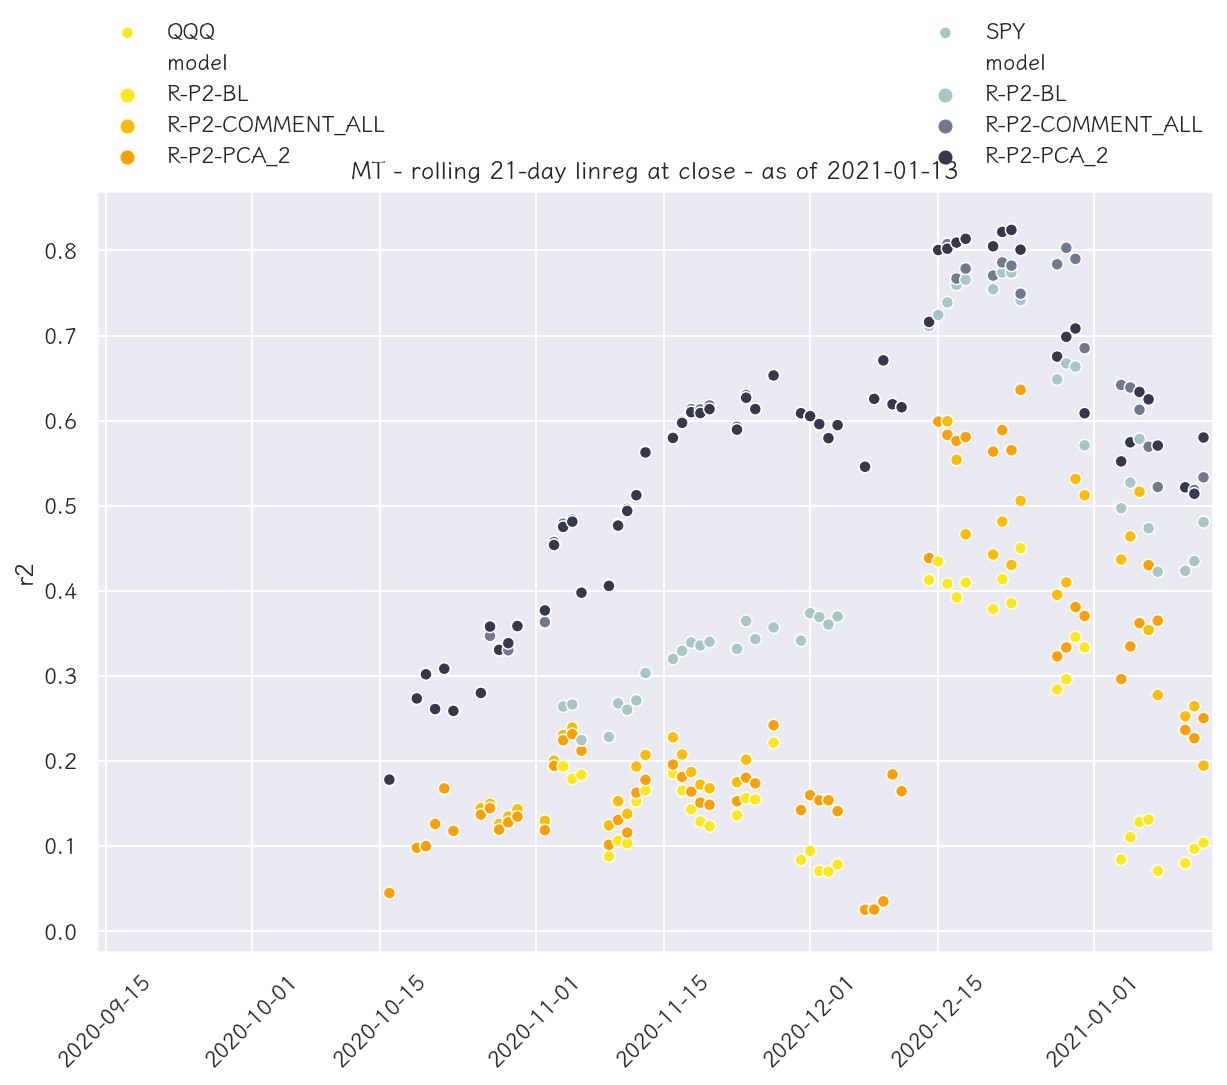 QQQ
model
R-P2-BL
R-P2-COMMENT_ALL
R-P2-PCA_2
SPY
model
R-P2-BL
R-P2-COMMENT_ALL
R-P2-PCA_2
MT - rolling 21-day linreg at close - as of 2021-01-13
r2
0.8
0.7
0.6
0.5
0.4
0.3
0.2
0.1
0.0
2020-09-15
2020-10-01
2020-10-15
2020-11-01
2020-11-15
2020-12-01
2020-12-15
2021-01-01